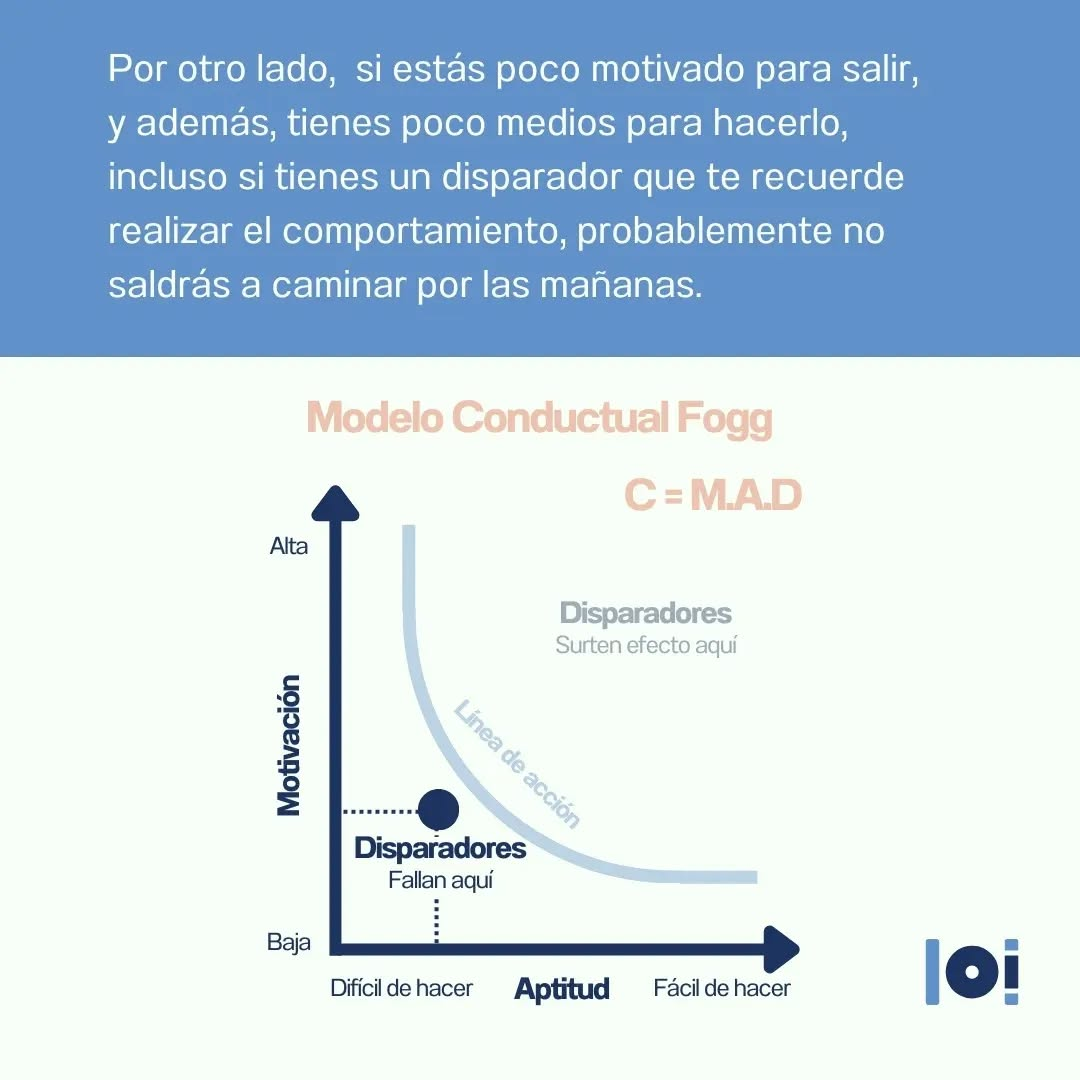 Por otro lado,  si estás poco motivado para salir,
y además, tienes poco medios para hacerlo,
incluso si tienes un disparador que te recuerde
realizar el comportamiento, probablemente no
saldrás a caminar por las mañanas.
Modelo Conductual Fogg
C = M.A.D
Alta
Disparadores
Surten efecto aquí
Motivación
Línea de acción
Disparadores
Fallan aquí
Baja
Difícil de hacer
Aptitud
Fácil de hacer
loi